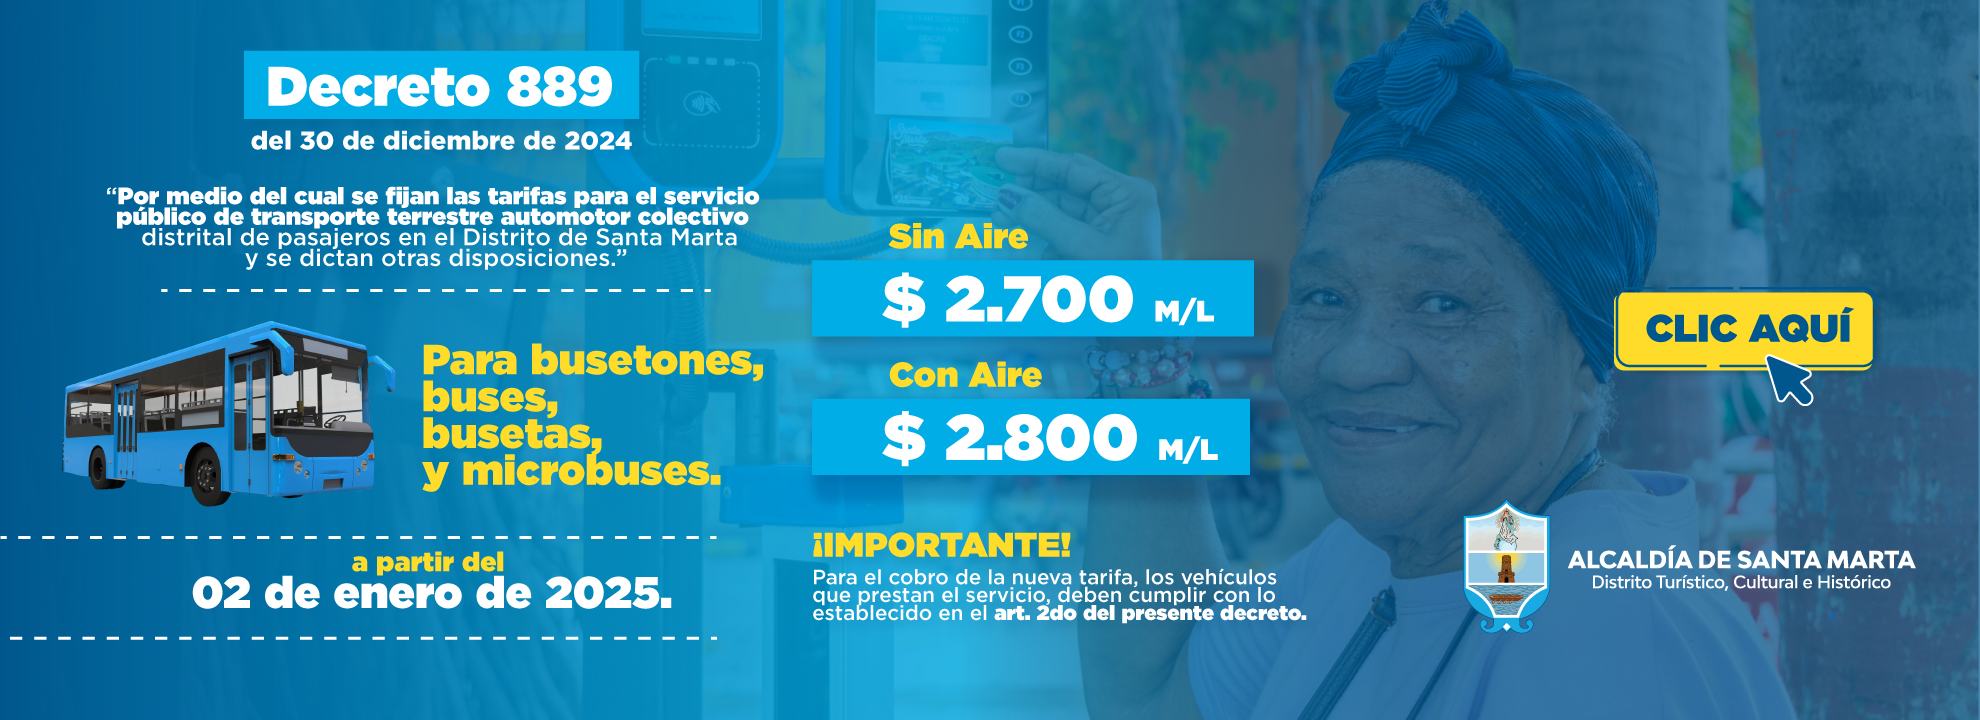 Decreto 889
del 30 de diciembre de 2024
“Por medio del cual se fijan las tarifas para el servicio
público de transporte terrestre automotor colectivo
distrital de pasajeros en el Distrito de Santa Marta
y se dictan otras disposiciones.”
Para busetones,
buses,
busetas,
y microbuses.
a partir del
02 de enero de 2025.
Sin Aire
$ 2.700 M/L
Con Aire
$ 2.800 M/L
¡IMPORTANTE!
Para el cobro de la nueva tarifa, los vehículos
que prestan el servicio, deben cumplir con lo
establecido en el art. 2do del presente decreto.
CLIC AQUÍ
ALCALDÍA DE SANTA MARTA
Distrito Turístico, Cultural e Histórico